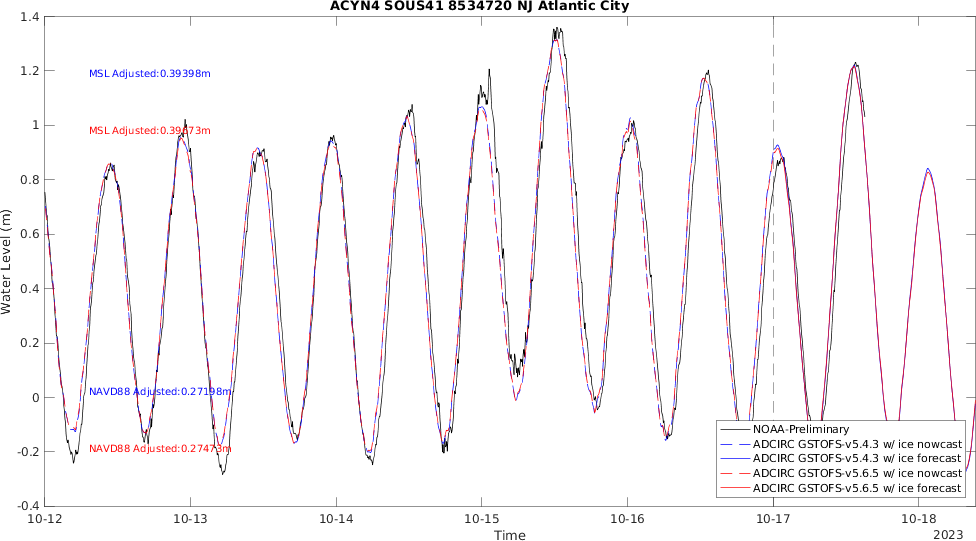 ACYN4 SOUS41 8534720 NJ Atlantic City
1.4
1.2
1
0.8
0.6
0.4
0.2
0
-0.2
-0.4
Water Level (m)
MSL Adjusted:0.39398m
MSL Adjusted:
NAVD88 Adjusted:0.27198m
NAVD88 Adjusted:
NOAA-Preliminary
ADCIRC GSTOFS-v5.4.3 w/ ice nowcast
ADCIRC GSTOFS-v5.4.3 w/ ice forecast
ADCIRC GSTOFS-v5.6.5 w/ ice nowcast
ADCIRC GSTOFS-v5.6.5 w/ ice forecast
10-12 10-13 10-14 10-15 10-16 10-17 10-18
Time
2023